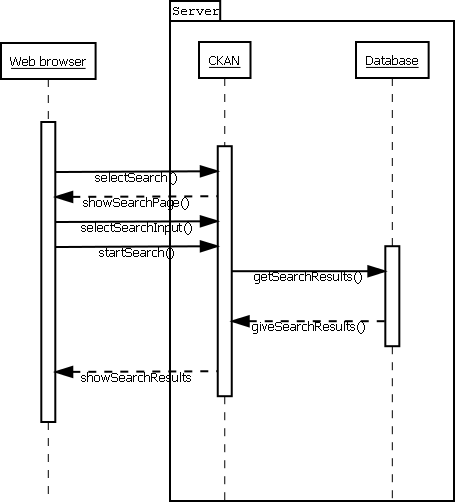 Server
Web browser
CKAN
Database
selectSearch()
showSearchPage()
selectSearchInput()
startSearch()
getSearchResults()
giveSearchResults()
showSearchResults